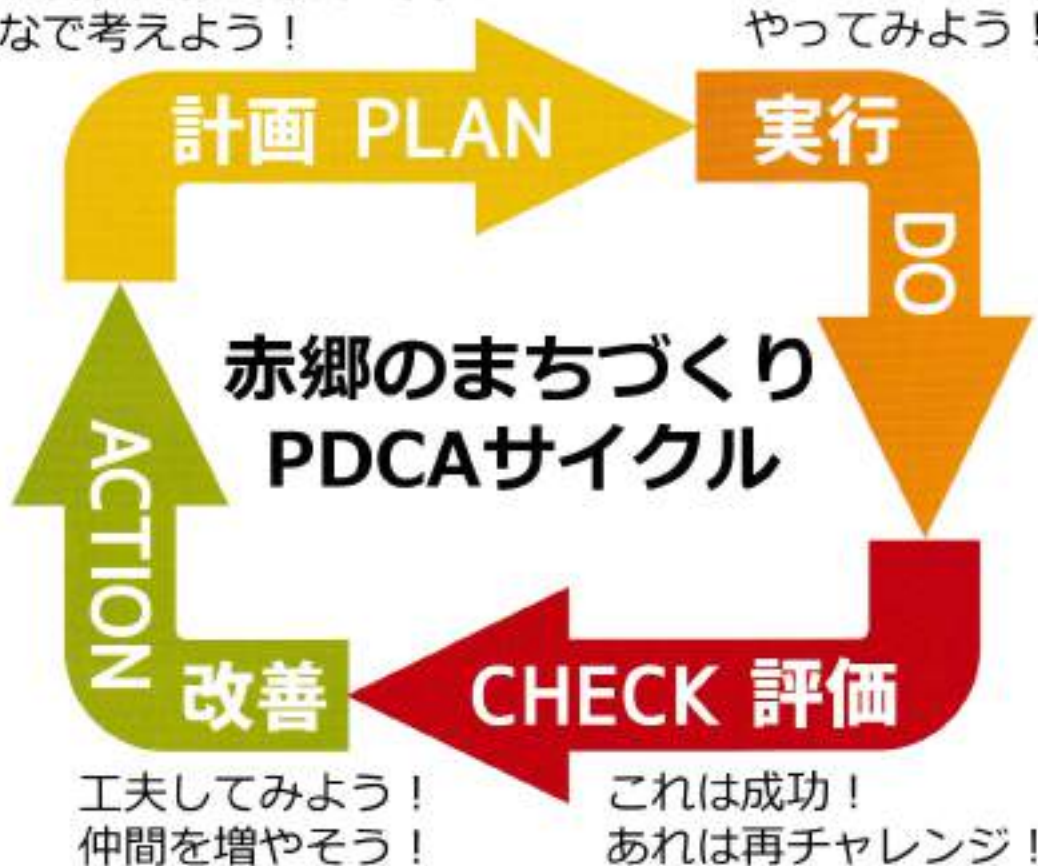 なで考えよう！
やってみよう！
計画 PLAN
実行
DO
赤郷のまちづくり
PDCAサイクル
ACTION
改善
CHECK 評価
工夫してみよう！
仲間を増やそう！
これは成功！
あれは再チャレンジ！